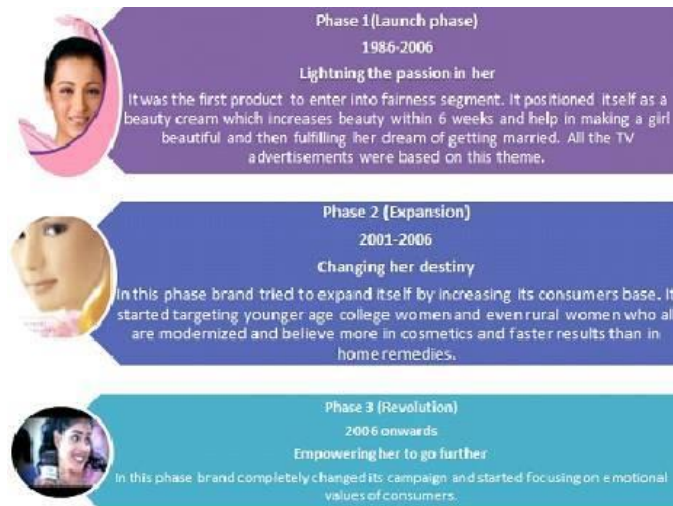 Phase 1(Launch phase)
1986-2006
Lightning the passion in her
It was the first product to enter into fairness segment. It positioned itself as a
beauty cream which increases beauty within 6 weeks and help in making a girl
beautiful and then fulfilling her dream of getting married. All the TV
advertisements were based on this theme.
Phase 2 (Expansion)
2001-2006
Changing her destiny
In this phase brand tried to expand itself by increasing its consumers base. It
started targeting younger age college women and even rural women who all
are modernized and believe more in cosmetics and faster results than in
home remedies.
Phase 3 (Revolution)
2006 onwards
Empowering her to go further
In this phase brand completely changed its campaign and started focusing on emotional
values of consumers.